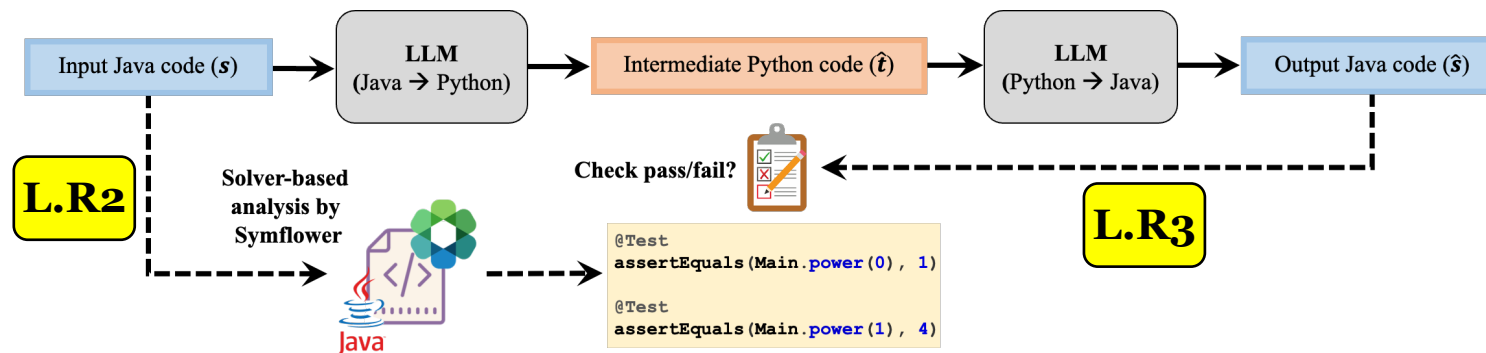 Input Java code (s)
LLM
(Java → Python)
Intermediate Python code (t̂)
LLM
(Python → Java)
Output Java code (ŝ)
L.R2
Solver-based
analysis by
Symflower
Java
Check pass/fail?
@Test
assertEquals(Main.power(0), 1)
@Test
assertEquals(Main.power(1), 4)
L.R3